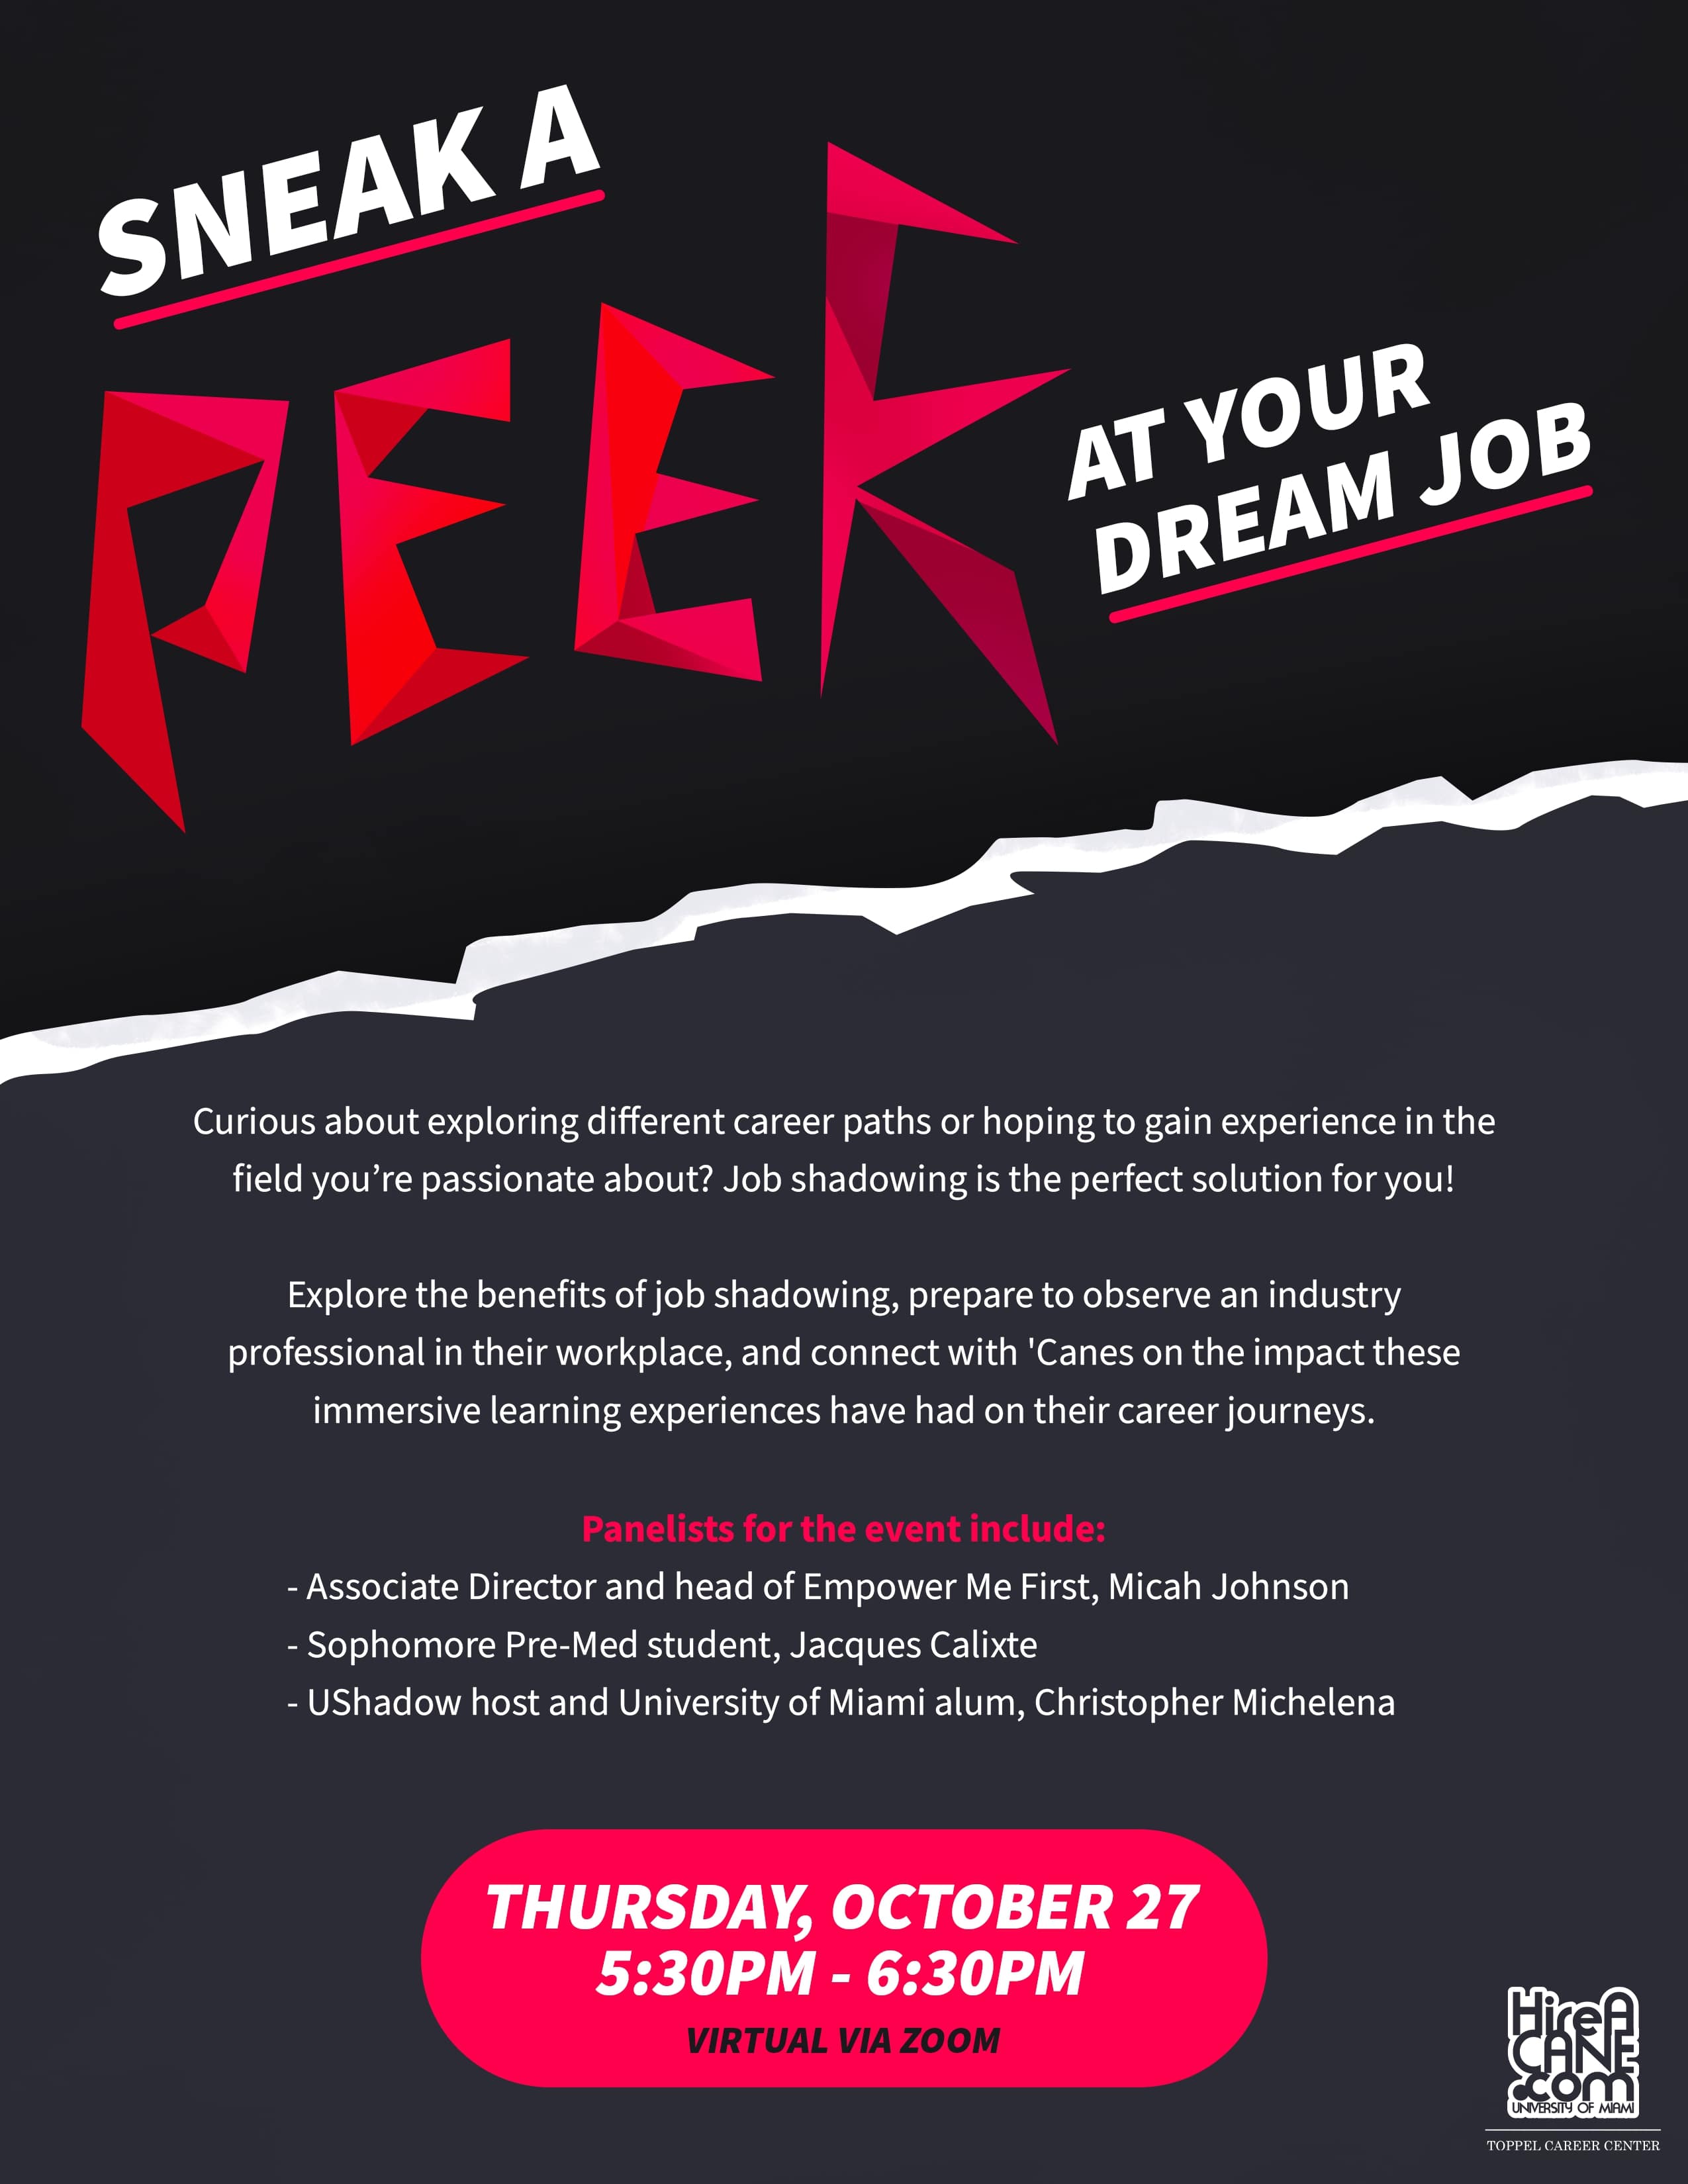 SNEAK A
PEEK
AT YOUR
DREAM JOB
Curious about exploring different career paths or hoping to gain experience in the
field you’re passionate about? Job shadowing is the perfect solution for you!
Explore the benefits of job shadowing, prepare to observe an industry
professional in their workplace, and connect with 'Canes on the impact these
immersive learning experiences have had on their career journeys.
Panelists for the event include:
- Associate Director and head of Empower Me First, Micah Johnson
- Sophomore Pre-Med student, Jacques Calixte
- UShadow host and University of Miami alum, Christopher Michelena
THURSDAY, OCTOBER 27
5:30PM - 6:30PM
VIRTUAL VIA ZOOM
HireA
CANE
.com
UNIVERSITY OF MIAMI
TOPPEL CAREER CENTER